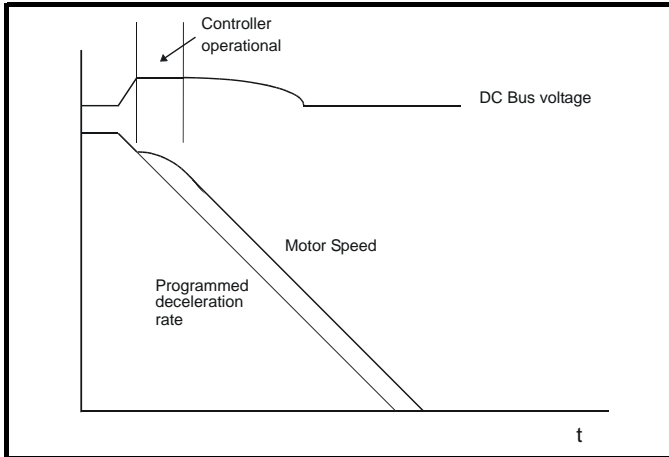 Controller
operational
DC Bus voltage
Motor Speed
Programmed
deceleration
rate
t